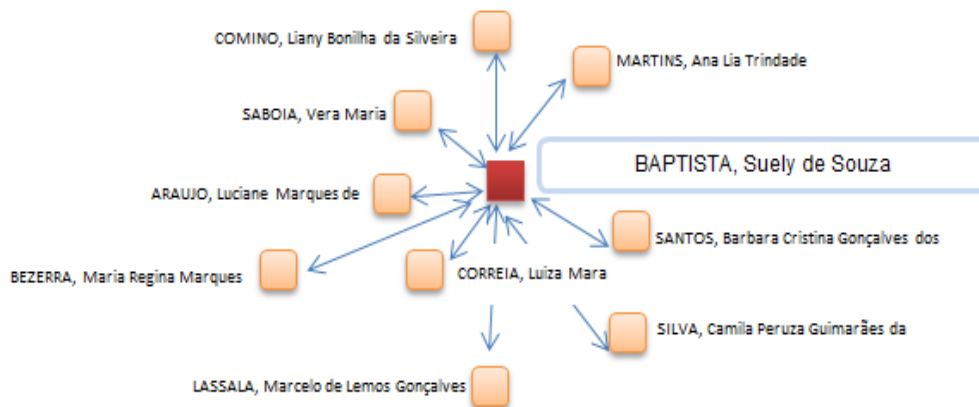 COMINO, Liany Bonilha da Silveira
MARTINS, Ana Lia Trindade
SABOIA, Vera Maria
BAPTISTA, Suely de Souza
ARAUJO, Luciane Marques de
SANTOS, Barbara Cristina Gonçalves dos
BEZERRA, Maria Regina Marques
CORREIA, Luiza Mara
SILVA, Camila Peruza Guimarães da
LASSALA, Marcelo de Lemos Gonçalves